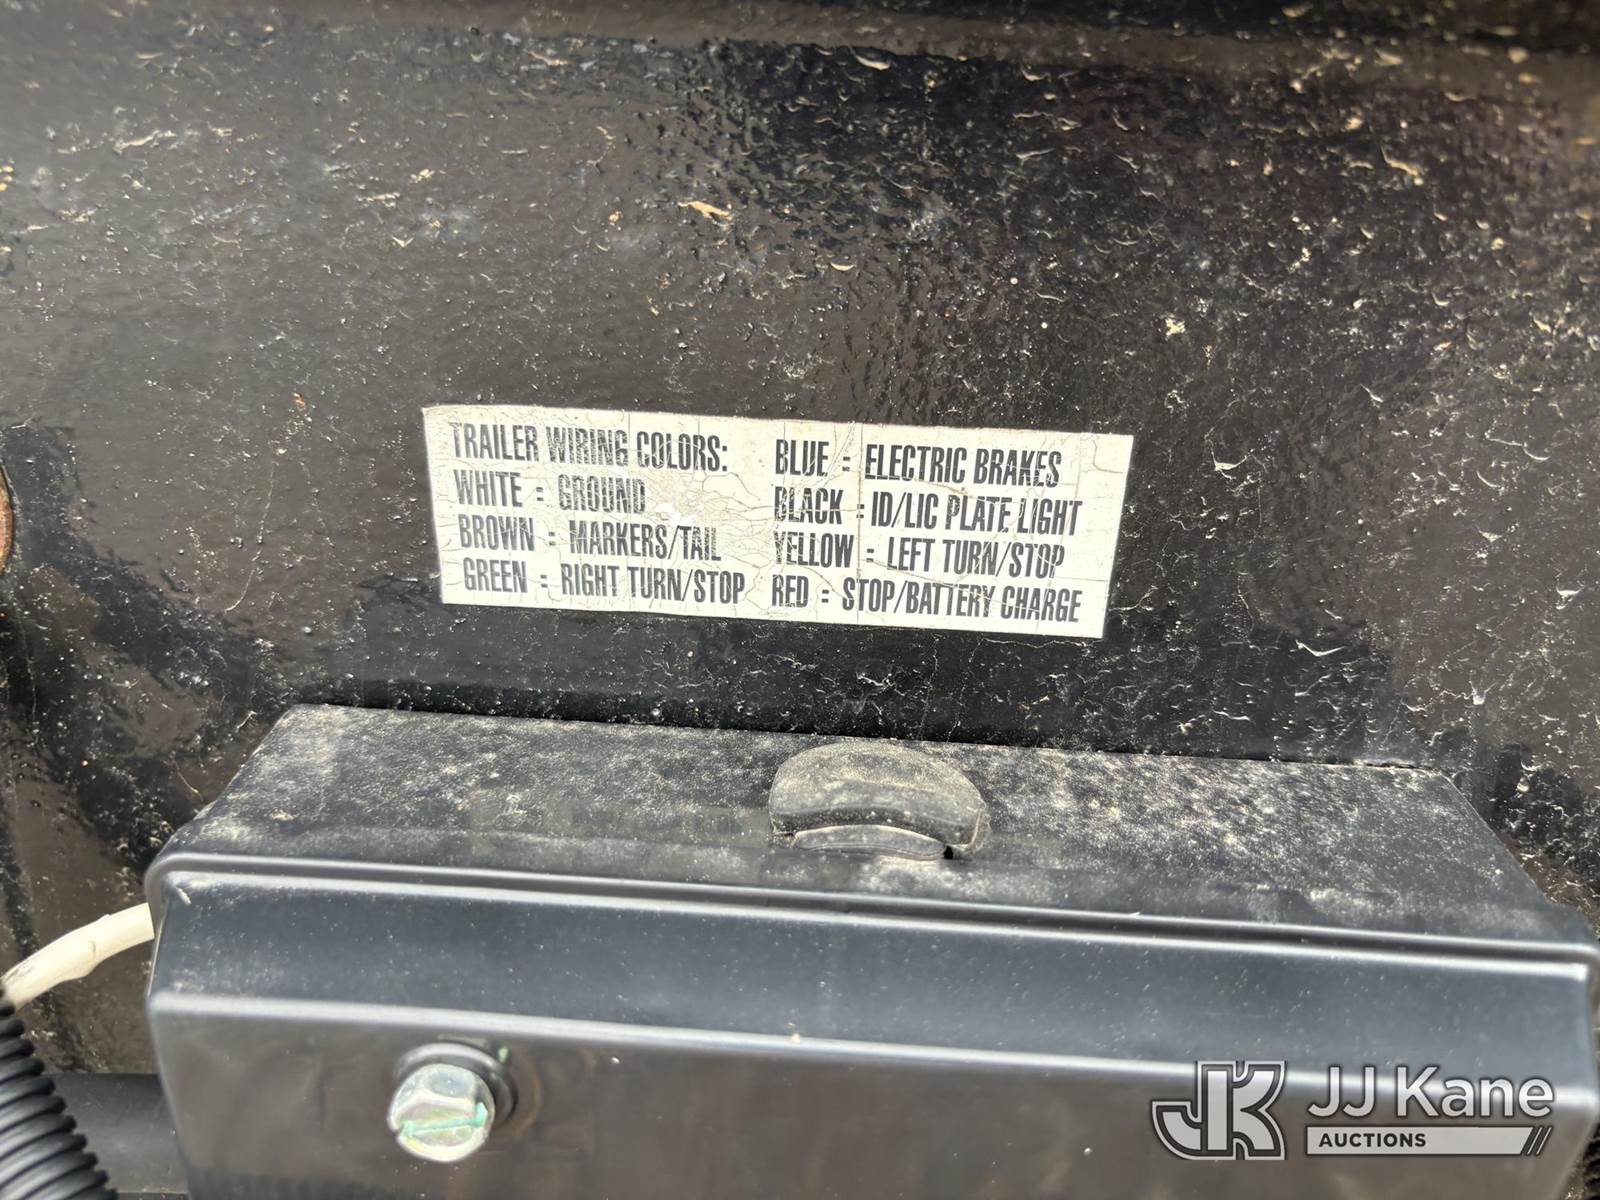 TRAILER WIRING COLORS:
WHITE = GROUND
BROWN = MARKERS/TAIL
GREEN = RIGHT TURN/STOP
BLUE = ELECTRIC BRAKES
BLACK = ID/LIC PLATE LIGHT
YELLOW = LEFT TURN/STOP
RED = STOP/BATTERY CHARGE
JK JJ Kane
AUCTIONS